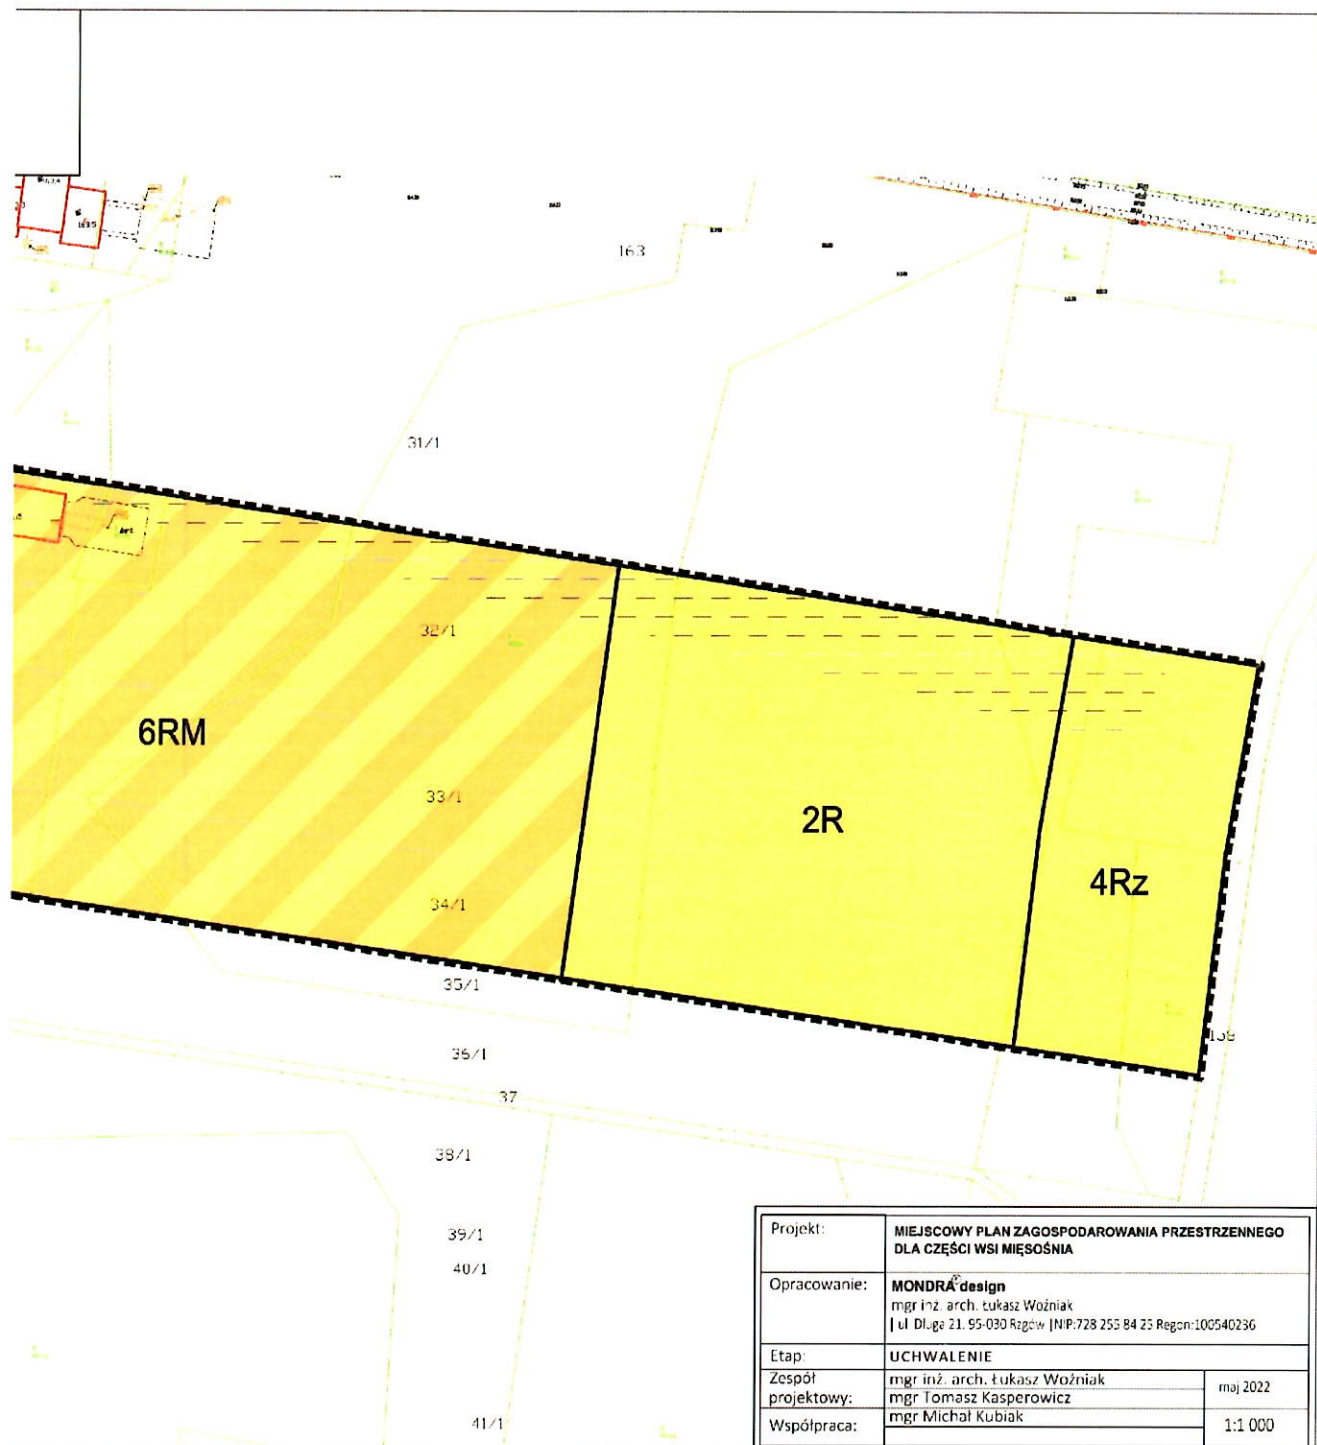 163
31/1
32/1
6RM
33/1
2R
4Rz
34/1
35/1
36/1
37
38/1
39/1
40/1
41/1
Projekt: MIEJSCOWY PLAN ZAGOSPODAROWANIA PRZESTRZENNEGO
DLA CZĘŚCI WSI MIĘSOŚNIA
Opracowanie: MONDRA design
mgr inż. arch. Łukasz Woźniak
| ul. Długa 21. 95-030 Rzgów |NIP:728 255 84 23 Regon:100540236
Etap: UCHWALENIE
Zespół projektowy: mgr inż. arch. Łukasz Woźniak
mgr Tomasz Kasperowicz
maj 2022
Współpraca: mgr Michał Kubiak
1:1 000